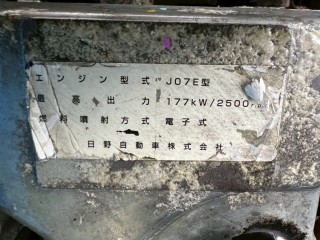 エンジン型式 J07E型
最高出力 177kW/2500r.p.m
燃料噴射方式 電子式
日野自動車株式会社